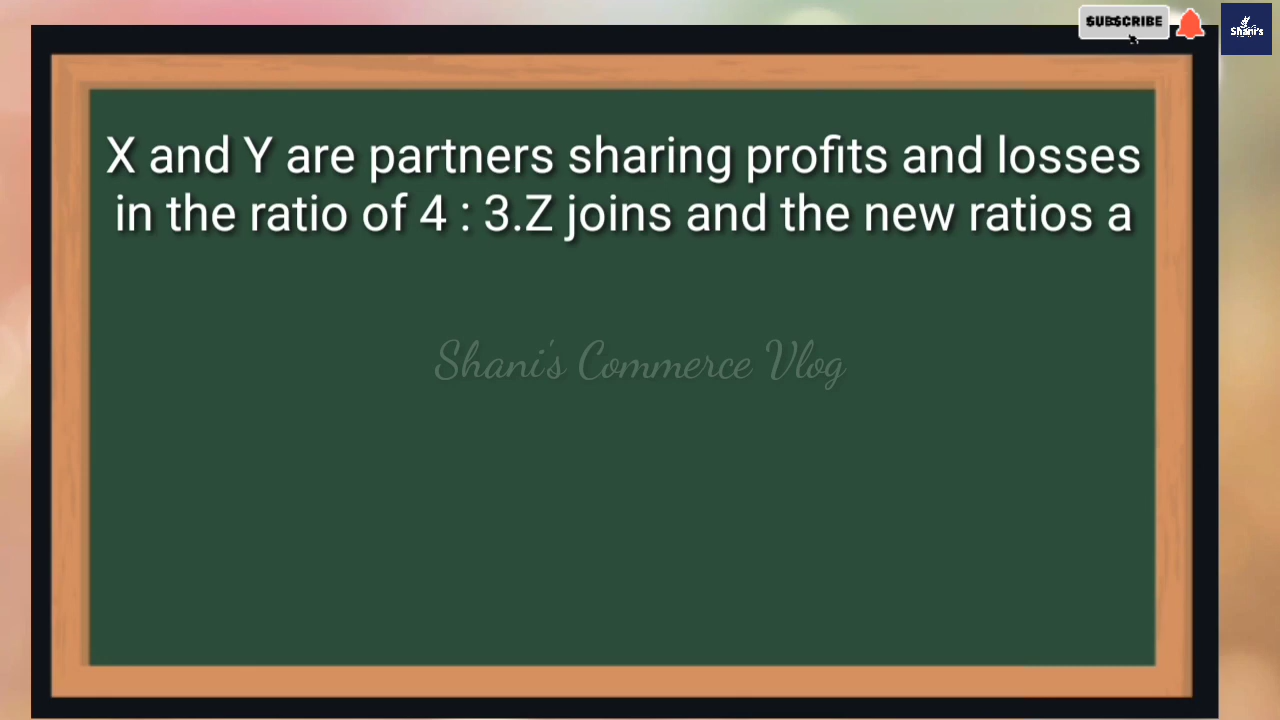 SUBSCRIBE
Shani's
X and Y are partners sharing profits and losses
in the ratio of 4 : 3.Z joins and the new ratios a
Shani's Commerce Vlog